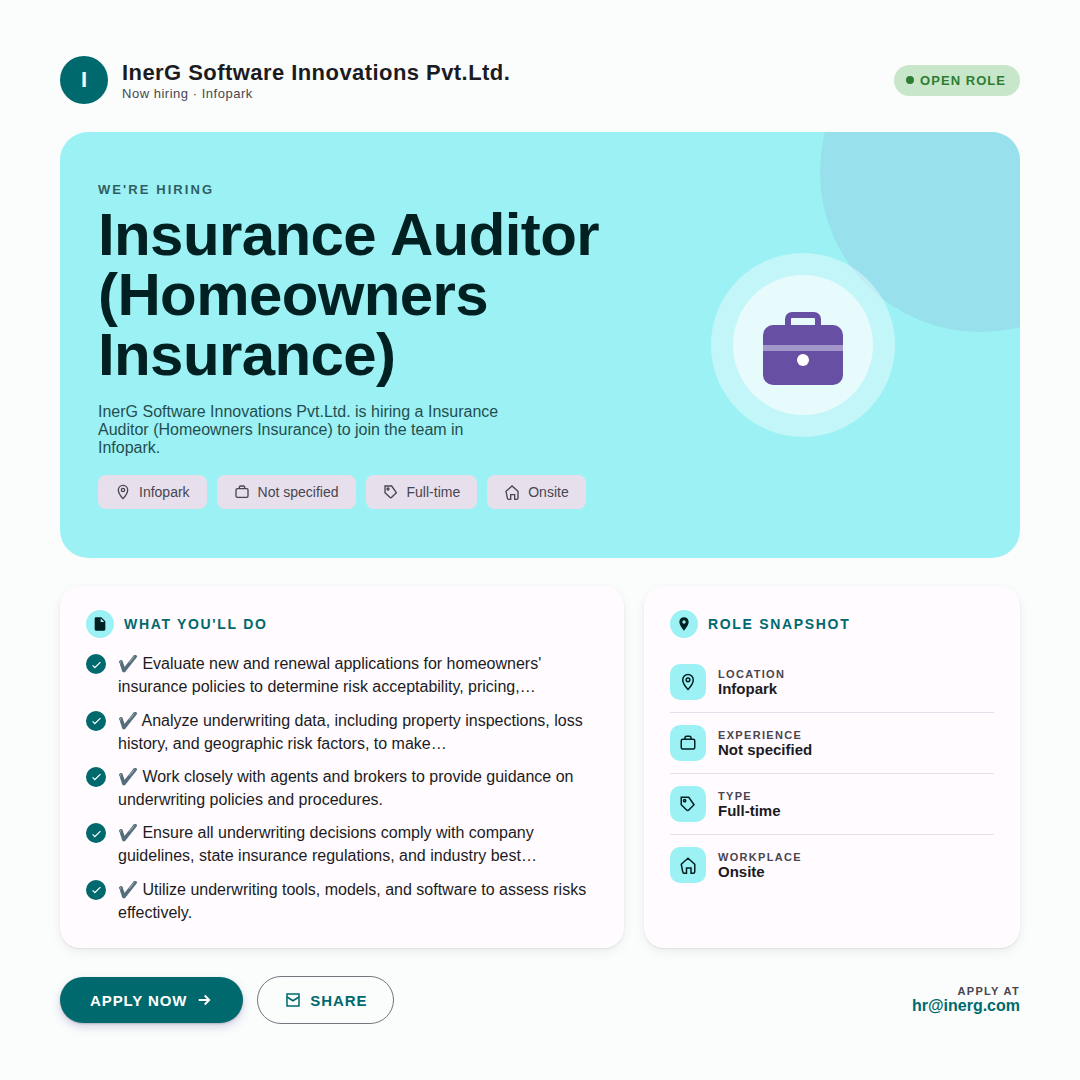 I
InerG Software Innovations Pvt.Ltd.
Now hiring · Infopark
OPEN ROLE
WE'RE HIRING
Insurance Auditor
(Homeowners
Insurance)
InerG Software Innovations Pvt.Ltd. is hiring a Insurance
Auditor (Homeowners Insurance) to join the team in
Infopark.
Infopark
Not specified
Full-time
Onsite
WHAT YOU'LL DO
✔️ Evaluate new and renewal applications for homeowners'
insurance policies to determine risk acceptability, pricing,…
✔️ Analyze underwriting data, including property inspections, loss
history, and geographic risk factors, to make…
✔️ Work closely with agents and brokers to provide guidance on
underwriting policies and procedures.
✔️ Ensure all underwriting decisions comply with company
guidelines, state insurance regulations, and industry best…
✔️ Utilize underwriting tools, models, and software to assess risks
effectively.
ROLE SNAPSHOT
LOCATION
Infopark
EXPERIENCE
Not specified
TYPE
Full-time
WORKPLACE
Onsite
APPLY NOW →
SHARE
APPLY AT
hr@inerg.com